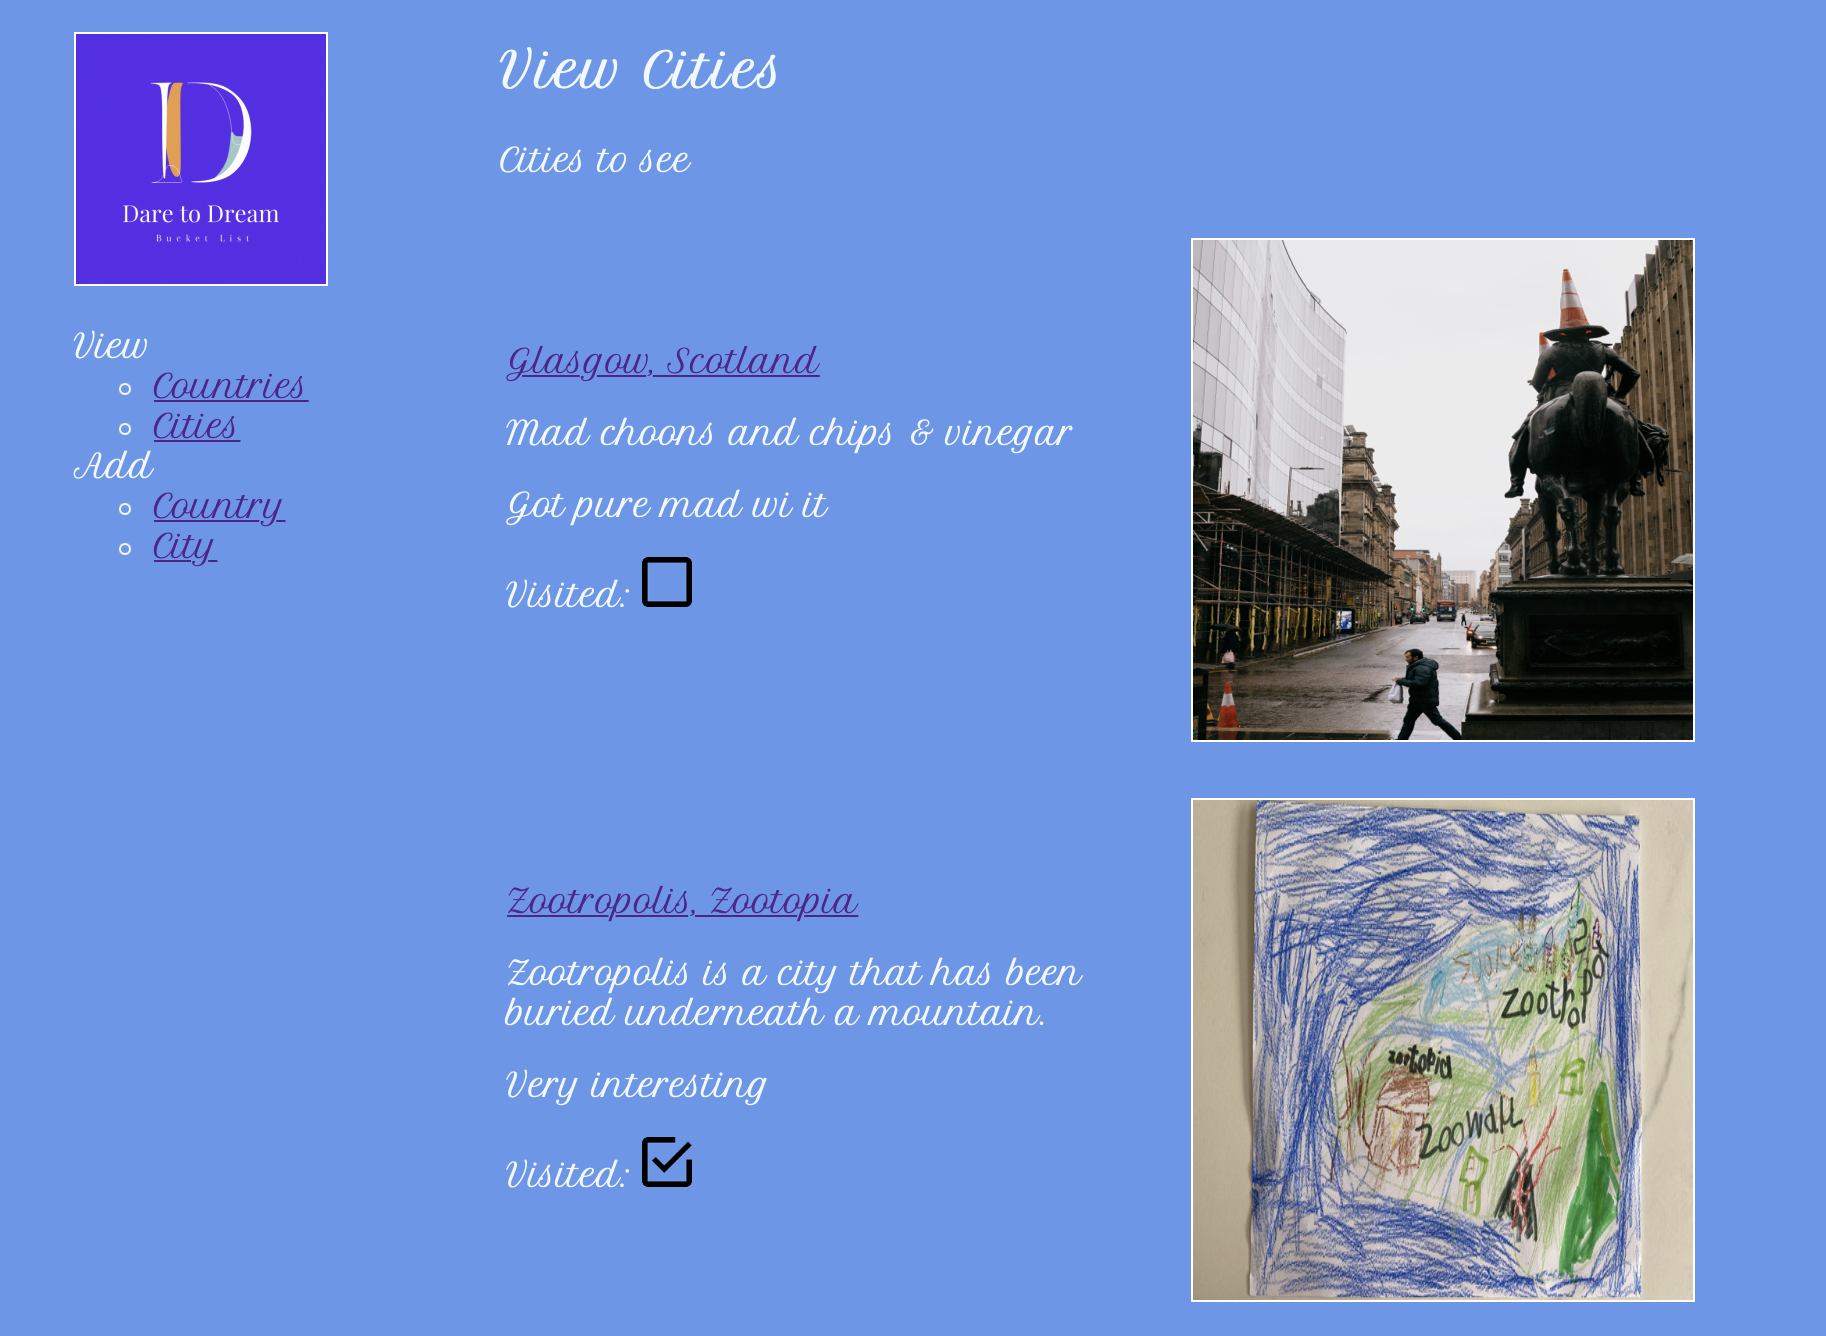 Dare to Dream
Bucket List
View
Countries
Cities
Add
Country
City
View Cities
Cities to see
Glasgow, Scotland
Mad choons and chips & vinegar
Got pure mad wi it
Visited:
Zootropolis, Zootopia
Zootropolis is a city that has been
buried underneath a mountain.
Very interesting
Visited:
zootopia
zoowall